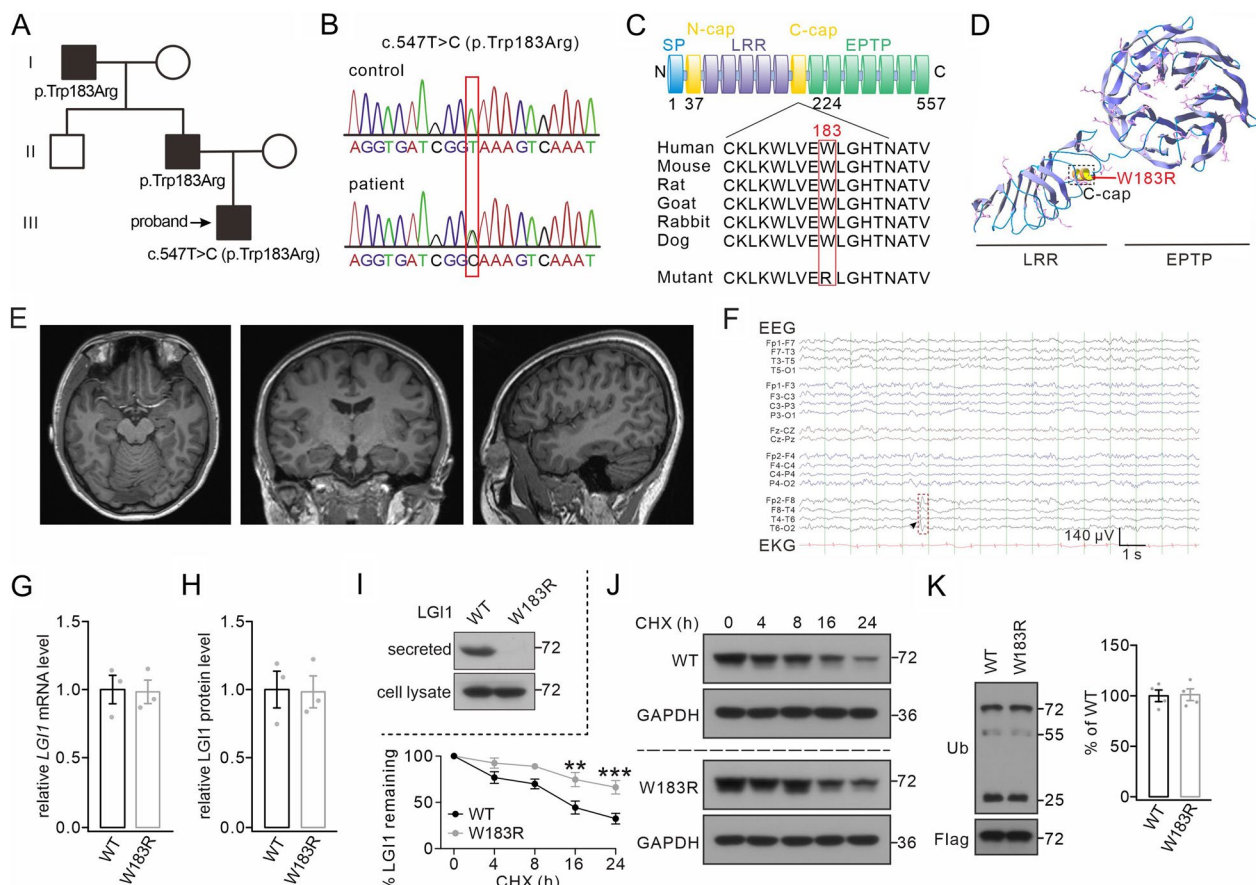 A
I
p.Trp183Arg
II
p.Trp183Arg
III
proband
c.547T>C (p.Trp183Arg)
B
c.547T>C (p.Trp183Arg)
control
AGGTGATCGGTAAAGTCAAAT
patient
AGGTGATCGGCAAAGTCAAAT
C
N-cap C-cap
SP LRR EPTP
N C
1 37 224 557
183
Human CKLKWLVEWLGHTNATV
Mouse CKLKWLVEWLGHTNATV
Rat CKLKWLVEWLGHTNATV
Goat CKLKWLVEWLGHTNATV
Rabbit CKLKWLVEWLGHTNATV
Dog CKLKWLVEWLGHTNATV
Mutant CKLKWLVERLGHTNATV
D
W183R
C-cap
LRR EPTP
E
F
EEG
Fp1-F7
F7-T3
T3-T5
T5-O1
Fp1-F3
F3-C3
C3-P3
P3-O1
Fz-CZ
Cz-Pz
Fp2-F4
F4-C4
C4-P4
P4-O2
Fp2-F8
F8-T4
T4-T6
T6-O2
EKG
140 µV
1 s
G
relative LGI1 mRNA level
1.0
0.5
0.0
WT
W183R
H
relative LGI1 protein level
1.0
0.5
0.0
WT
W183R
I
LGI1 WT W183R
secreted 72
cell lysate 72
% LGI1 remaining
100
50
0
** ***
WT
W183R
0 4 8 16 24
CHX (h)
J
CHX (h) 0 4 8 16 24
WT 72
GAPDH 36
W183R 72
GAPDH 36
K
WT W183R
Ub
72
55
25
Flag 72
% of WT
150
100
50
0
WT
W183R